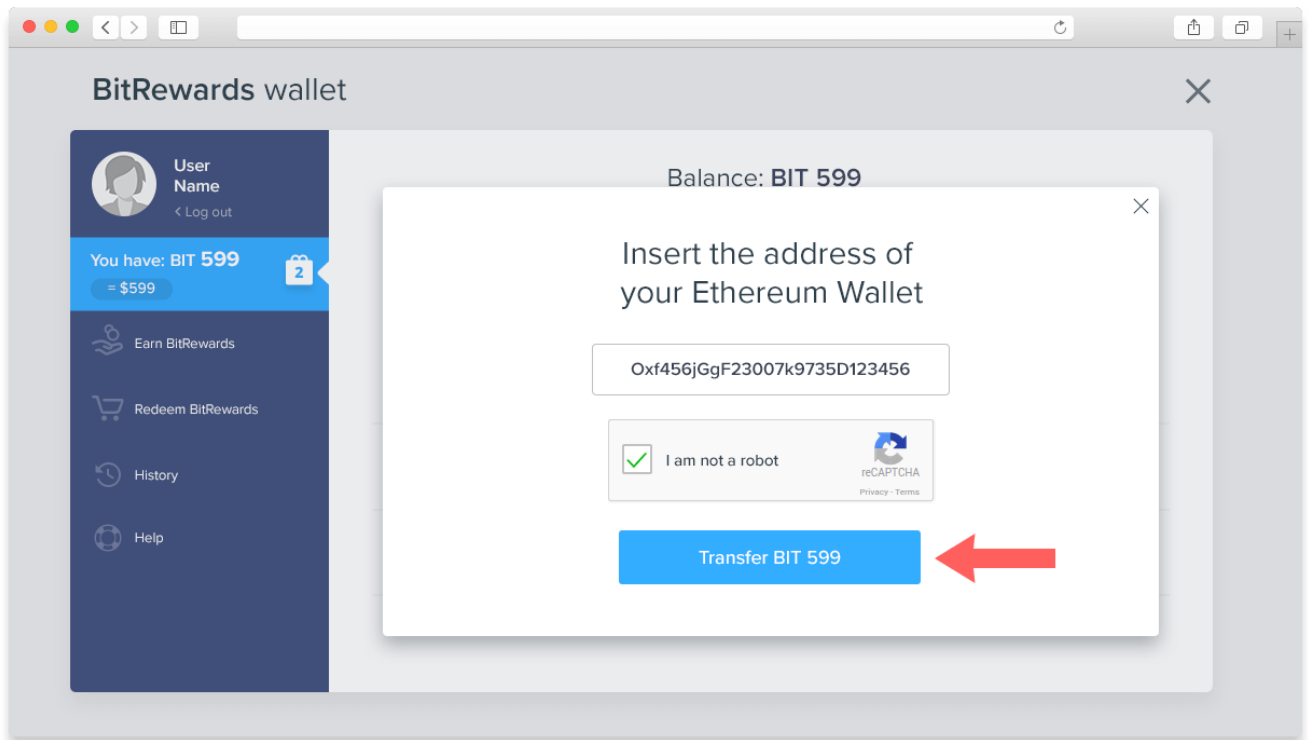 BitRewards wallet
User
Name
< Log out
You have: BIT 599
= $599
2
Earn BitRewards
Redeem BitRewards
History
Help
Balance: BIT 599
Insert the address of
your Ethereum Wallet
Oxf456jGgF23007k9735D123456
I am not a robot
reCAPTCHA
Privacy - Terms
Transfer BIT 599